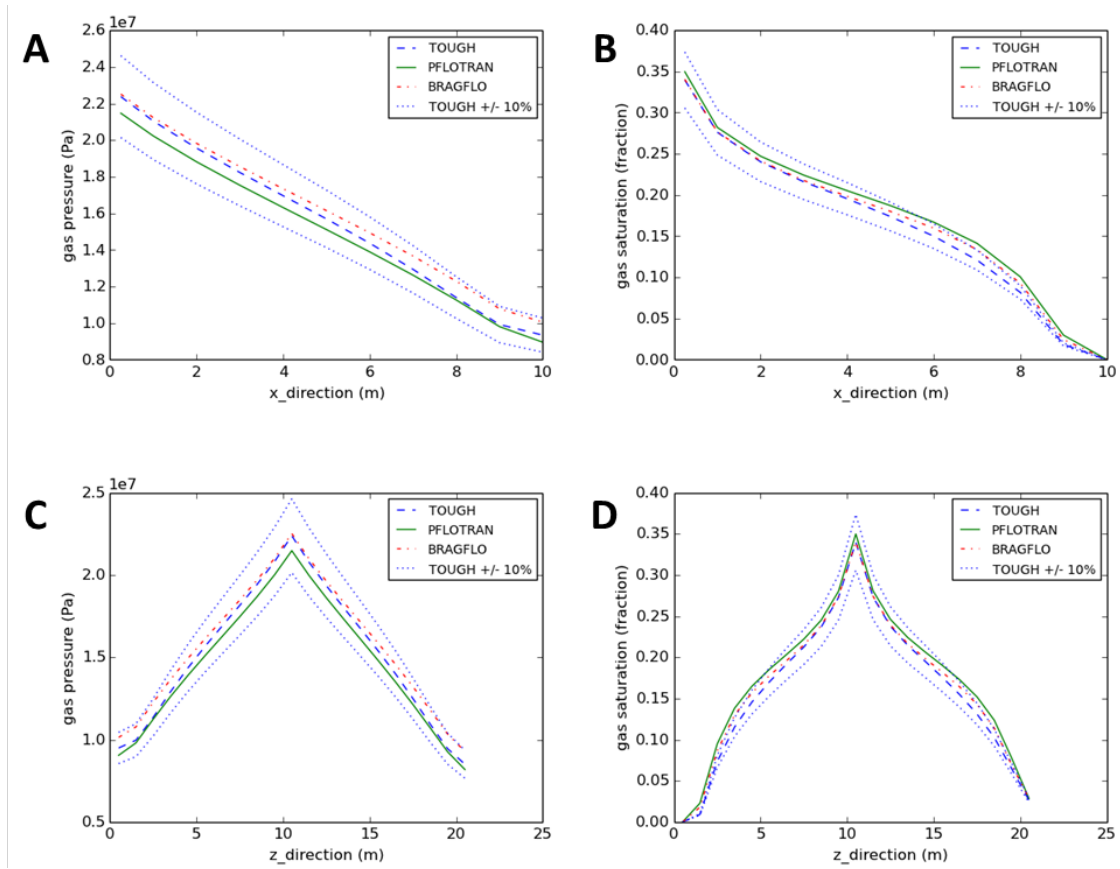 A
1e7
2.6
2.4
2.2
2.0
1.8
1.6
1.4
1.2
1.0
0.8
gas pressure (Pa)
0 2 4 6 8 10
x_direction (m)
TOUGH
PFLOTRAN
BRAGFLO
TOUGH +/- 10%
B
0.40
0.35
0.30
0.25
0.20
0.15
0.10
0.05
0.00
gas saturation (fraction)
0 2 4 6 8 10
x_direction (m)
TOUGH
PFLOTRAN
BRAGFLO
TOUGH +/- 10%
C
1e7
2.5
2.0
1.5
1.0
0.5
gas pressure (Pa)
0 5 10 15 20 25
z_direction (m)
TOUGH
PFLOTRAN
BRAGFLO
TOUGH +/- 10%
D
0.40
0.35
0.30
0.25
0.20
0.15
0.10
0.05
0.00
gas saturation (fraction)
0 5 10 15 20 25
z_direction (m)
TOUGH
PFLOTRAN
BRAGFLO
TOUGH +/- 10%